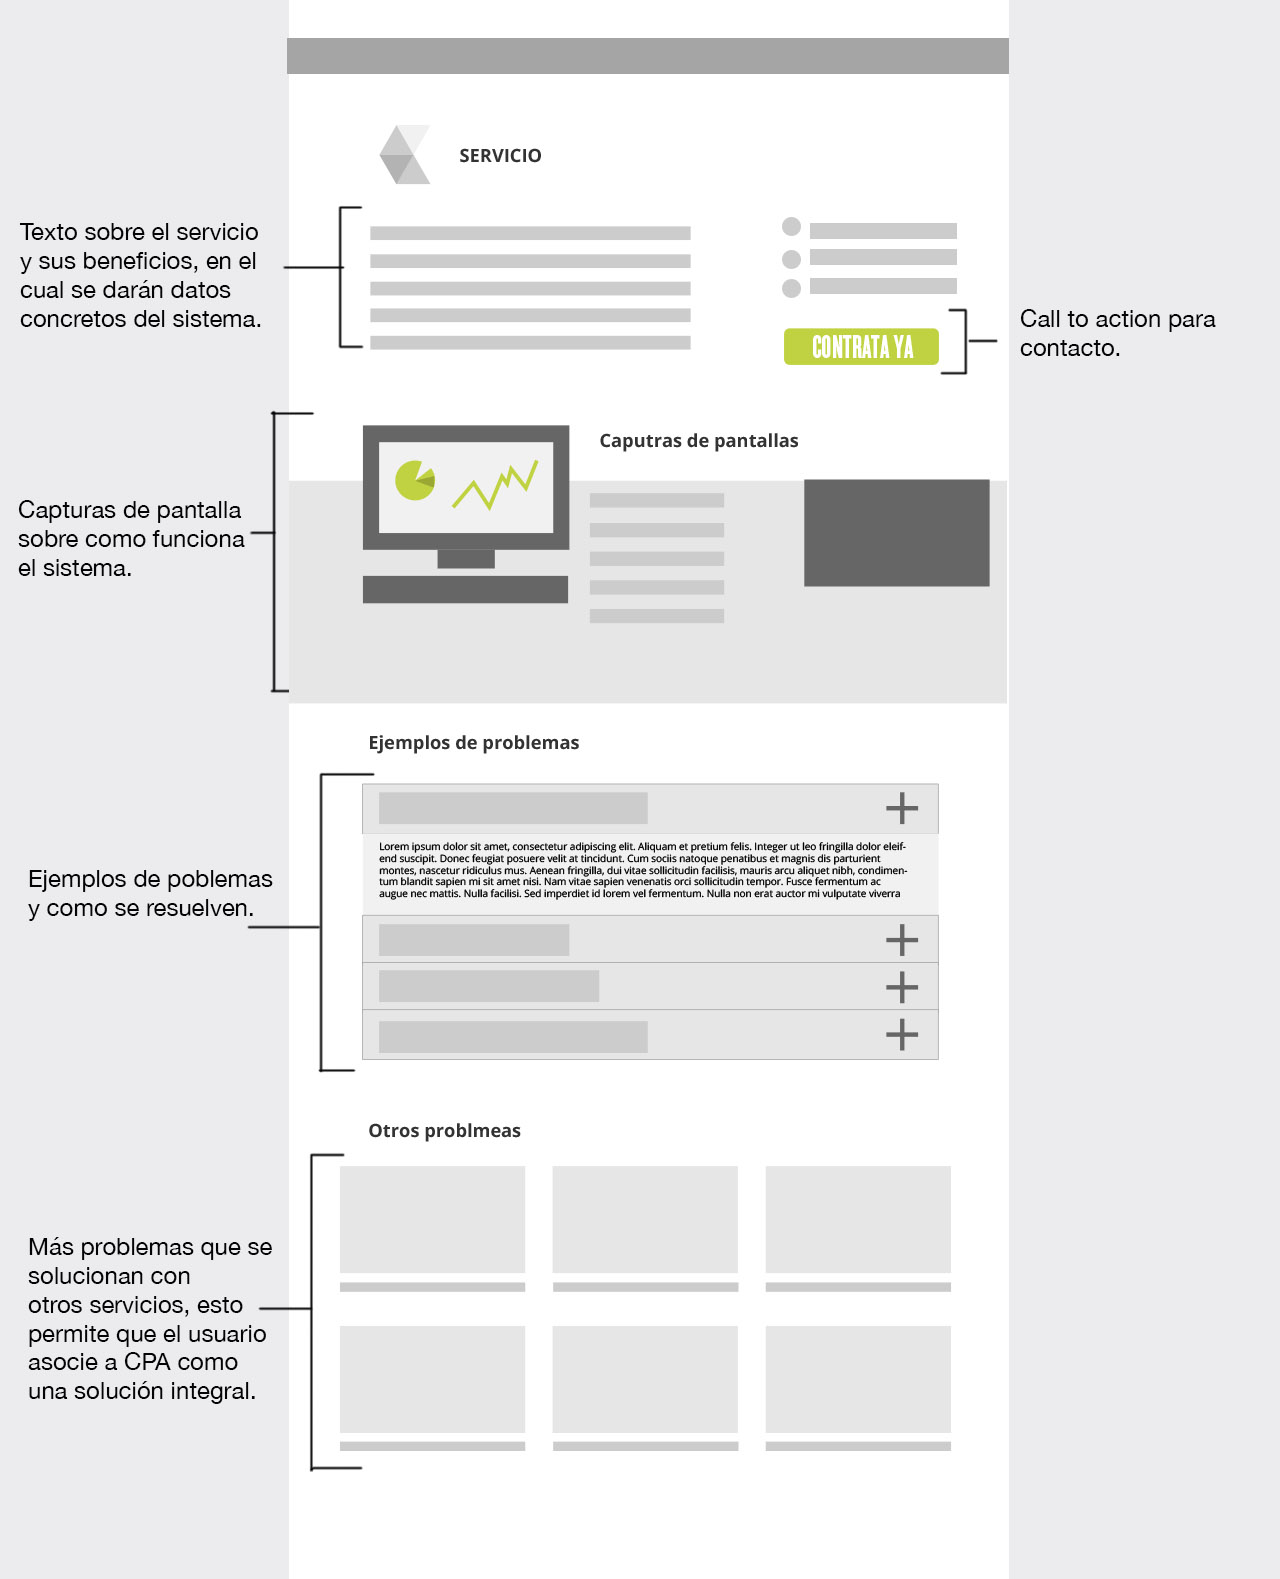 SERVICIO
Texto sobre el servicio
y sus beneficios, en el
cual se darán datos
concretos del sistema.
Call to action para
contacto.
CONTRATA YA
Caputras de pantallas
Capturas de pantalla
sobre como funciona
el sistema.
Ejemplos de problemas
Lorem ipsum dolor sit amet, consectetur adipiscing elit. Aliquam et pretium felis. Integer ut leo fringilla dolor eleif-
end suscipit. Donec feugiat posuere velit at tincidunt. Cum sociis natoque penatibus et magnis dis parturient
montes, nascetur ridiculus mus. Aenean fringilla, dui vitae sollicitudin facilisis, mauris arcu aliquet nibh, condimen-
tum blandit sapien mi sit amet nisi. Nam vitae sapien venenatis orci sollicitudin tempor. Fusce fermentum ac
augue nec mattis. Nulla facilisi. Sed imperdiet id lorem vel fermentum. Nulla non erat auctor mi vulputate viverra
Ejemplos de poblemas
y como se resuelven.
Otros problmeas
Más problemas que se
solucionan con
otros servicios, esto
permite que el usuario
asocie a CPA como
una solución integral.